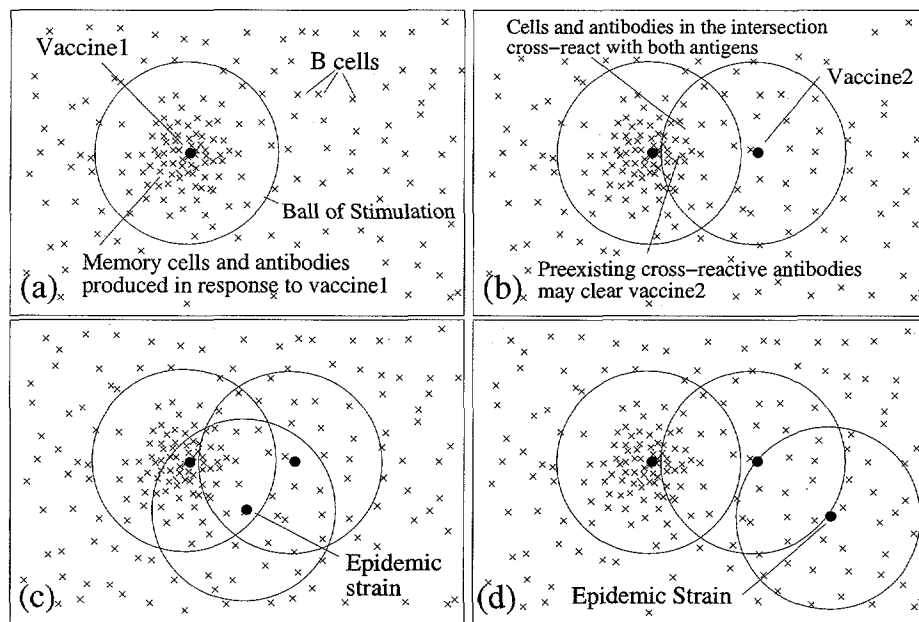 Vaccine1
B cells
Ball of Stimulation
Memory cells and antibodies
produced in response to vaccine1
(a)
Cells and antibodies in the intersection
cross-react with both antigens
Vaccine2
Preexisting cross-reactive antibodies
may clear vaccine2
(b)
Epidemic
strain
(c)
Epidemic Strain
(d)